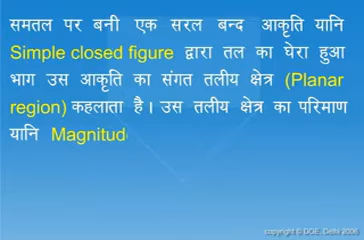 समतल पर बनी एक सरल बन्द आकृति यानि
Simple closed figure द्वारा तल का घेरा हुआ
भाग उस आकृति का संगत तलीय क्षेत्र (Planar
region) कहलाता है। उस तलीय क्षेत्र का परिमाण
यानि Magnitud
copyright © DOE, Delhi 2006